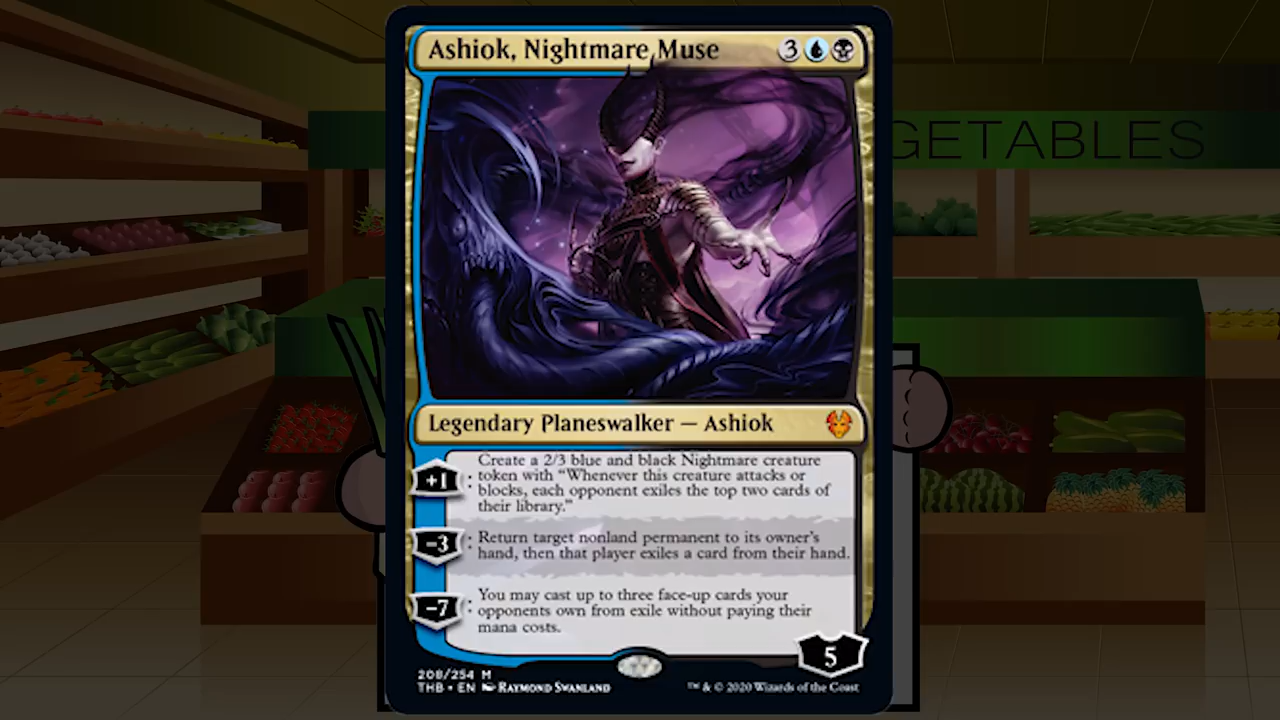 Ashiok, Nightmare Muse 3
GETABLES
Legendary Planeswalker — Ashiok
+1: Create a 2/3 blue and black Nightmare creature
token with “Whenever this creature attacks or
blocks, each opponent exiles the top two cards of
their library.”
−3: Return target nonland permanent to its owner’s
hand, then that player exiles a card from their hand.
−7: You may cast up to three face-up cards your
opponents own from exile without paying their
mana costs.
5
208/254 M
THB • EN Raymond Swanland
™ & © 2020 Wizards of the Coast